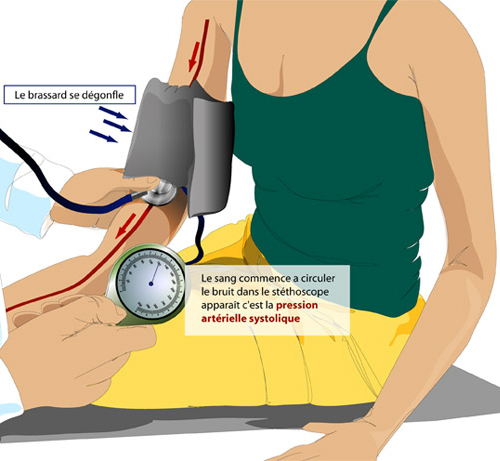 Le brassard se dégonfle
Le sang commence a circuler
le bruit dans le stéthoscope
apparaît c'est la pression
artérielle systolique